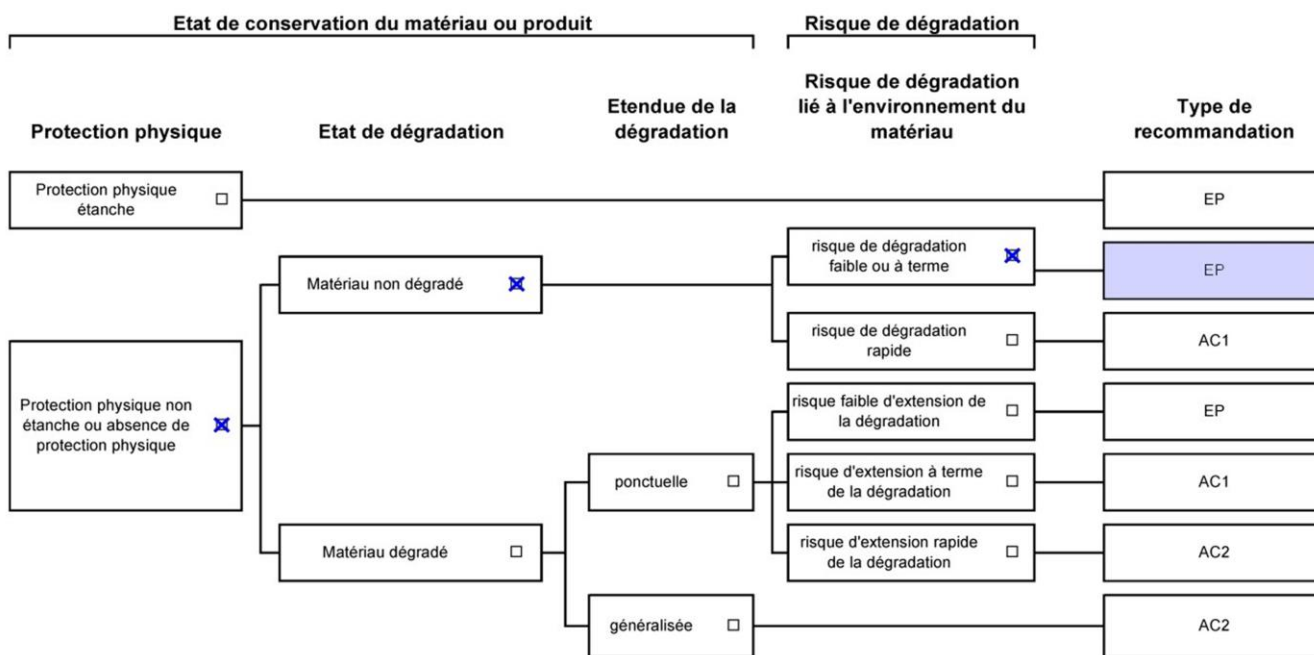 Etat de conservation du matériau ou produit
Risque de dégradation
Protection physique
Etat de dégradation
Etendue de la
dégradation
Risque de dégradation
lié à l'environnement du
matériau
Type de
recommandation
Protection physique
étanche
EP
risque de dégradation
faible ou à terme
EP
Matériau non dégradé
risque de dégradation
rapide
AC1
Protection physique non
étanche ou absence de
protection physique
risque faible d'extension de
la dégradation
EP
ponctuelle
risque d'extension à terme
de la dégradation
AC1
Matériau dégradé
risque d'extension rapide
de la dégradation
AC2
généralisée
AC2